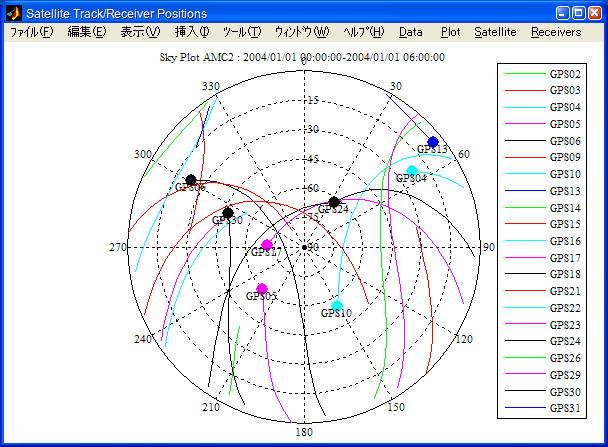 Satellite Track/Receiver Positions
ﾌｧｲﾙ(F) 編集(E) 表示(V) 挿入(I) ﾂｰﾙ(T) ｳｨﾝﾄﾞｳ(W) ﾍﾙﾌﾟ(H) Data Plot Satellite Receivers
Sky Plot AMC2 : 2004/01/01 00:00:00-2004/01/01 06:00:00
0
330
30
15
30
300
60
45
60
75
90
270
90
240
120
210
150
180
GPS13
GPS04
GPS06
GPS30
GPS24
GPS17
GPS05
GPS10
GPS02
GPS03
GPS04
GPS05
GPS06
GPS09
GPS10
GPS13
GPS14
GPS15
GPS16
GPS17
GPS18
GPS21
GPS22
GPS23
GPS24
GPS26
GPS29
GPS30
GPS31